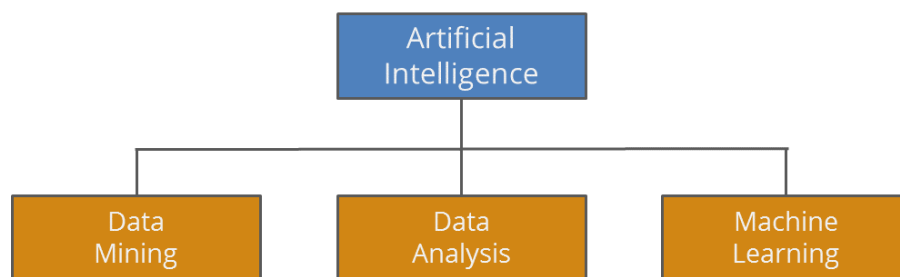 Artificial
Intelligence
Data
Mining
Data
Analysis
Machine
Learning